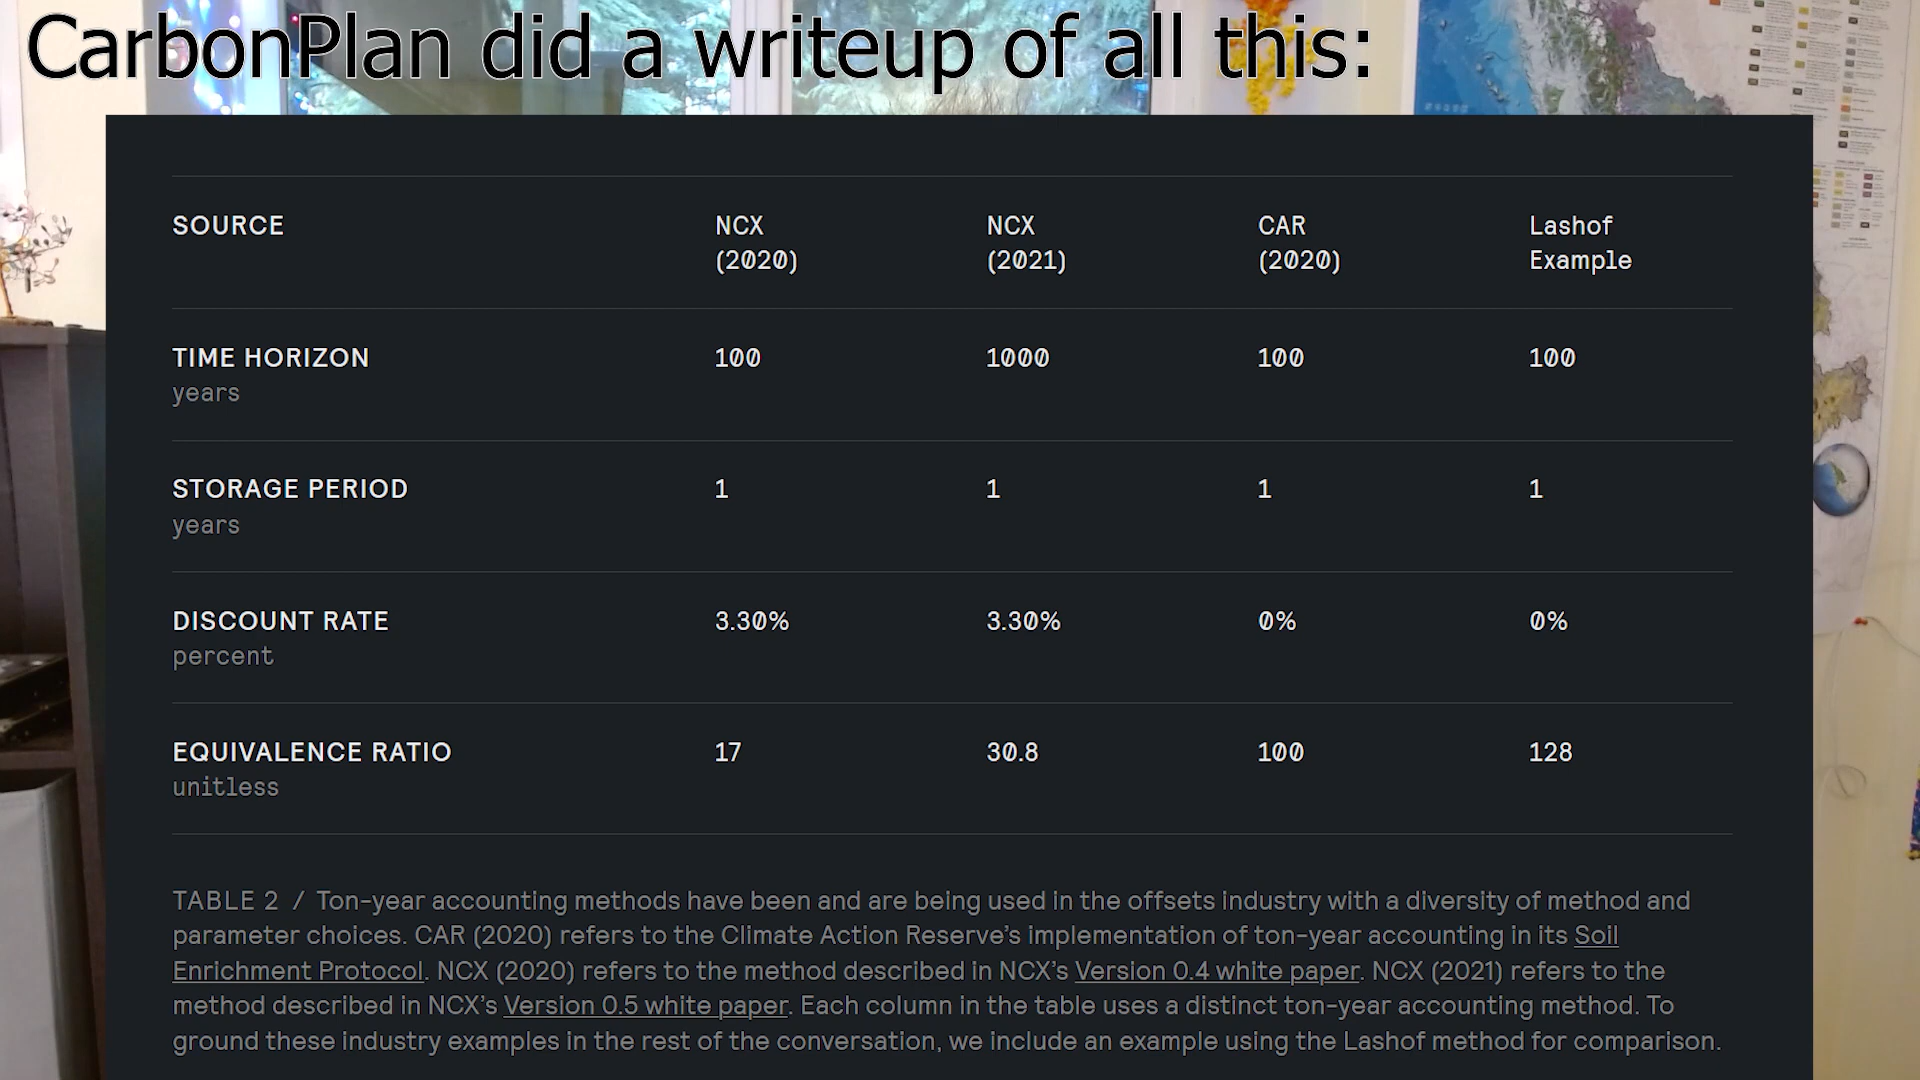 CarbonPlan did a writeup of all this:
SOURCE NCX (2020) NCX (2021) CAR (2020) Lashof Example
TIME HORIZON years 100 1000 100 100
STORAGE PERIOD years 1 1 1 1
DISCOUNT RATE percent 3.30% 3.30% 0% 0%
EQUIVALENCE RATIO unitless 17 30.8 100 128
TABLE 2 / Ton-year accounting methods have been and are being used in the offsets industry with a diversity of method and
parameter choices. CAR (2020) refers to the Climate Action Reserve's implementation of ton-year accounting in its Soil
Enrichment Protocol. NCX (2020) refers to the method described in NCX's Version 0.4 white paper. NCX (2021) refers to the
method described in NCX's Version 0.5 white paper. Each column in the table uses a distinct ton-year accounting method. To
ground these industry examples in the rest of the conversation, we include an example using the Lashof method for comparison.